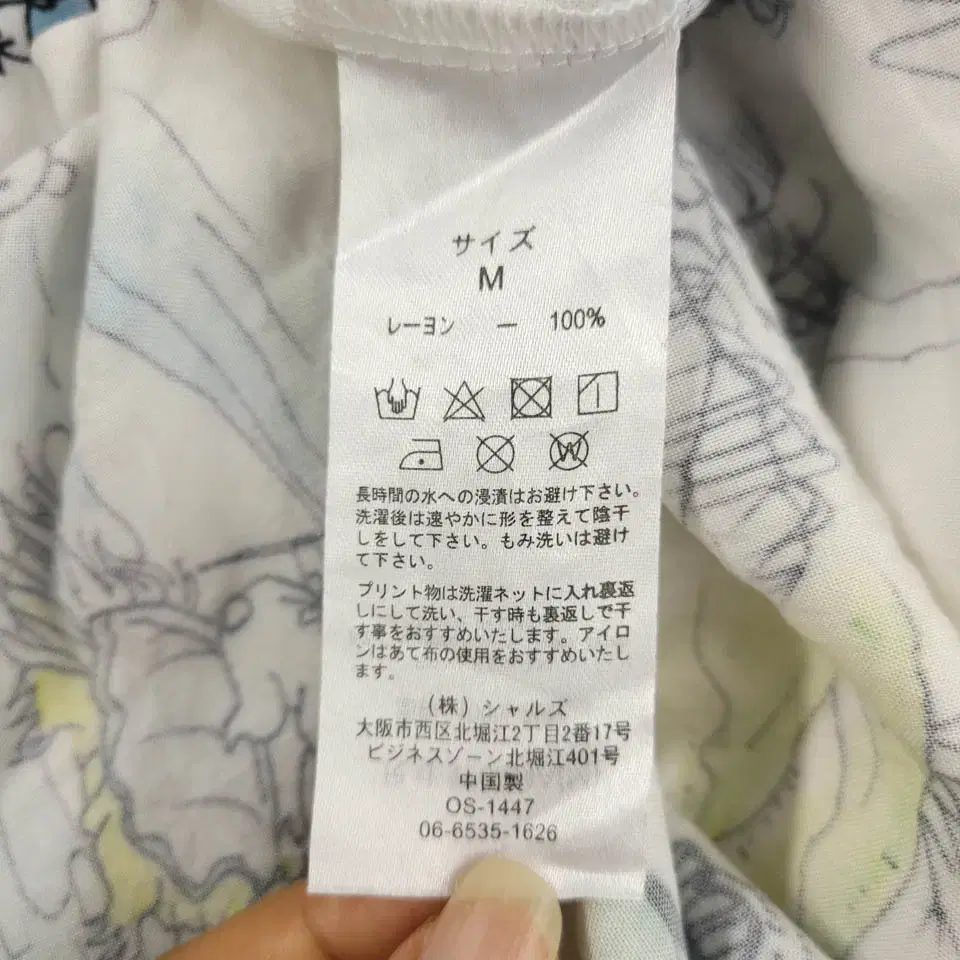 サイズ
M
レーヨン — 100%
長時間の水への浸漬はお避け下さい。
洗濯後は速やかに形を整えて陰干
しをして下さい。もみ洗いは避け
て下さい。
プリント物は洗濯ネットに入れ裏返
しにして洗い、干す時も裏返しで干
す事をおすすめいたします。アイロ
ンはあて布の使用をおすすめいたし
ます。
(株)シャルズ
大阪市西区北堀江2丁目2番17号
ビジネスゾーン北堀江401号
中国製
OS-1447
06-6535-1626